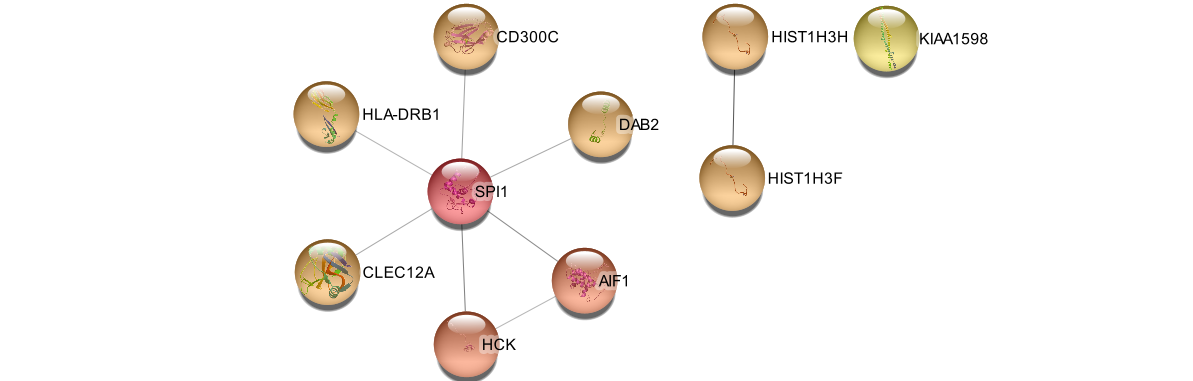 CD300C
HIST1H3H
KIAA1598
HLA-DRB1
DAB2
SPI1
HIST1H3F
CLEC12A
AIF1
HCK